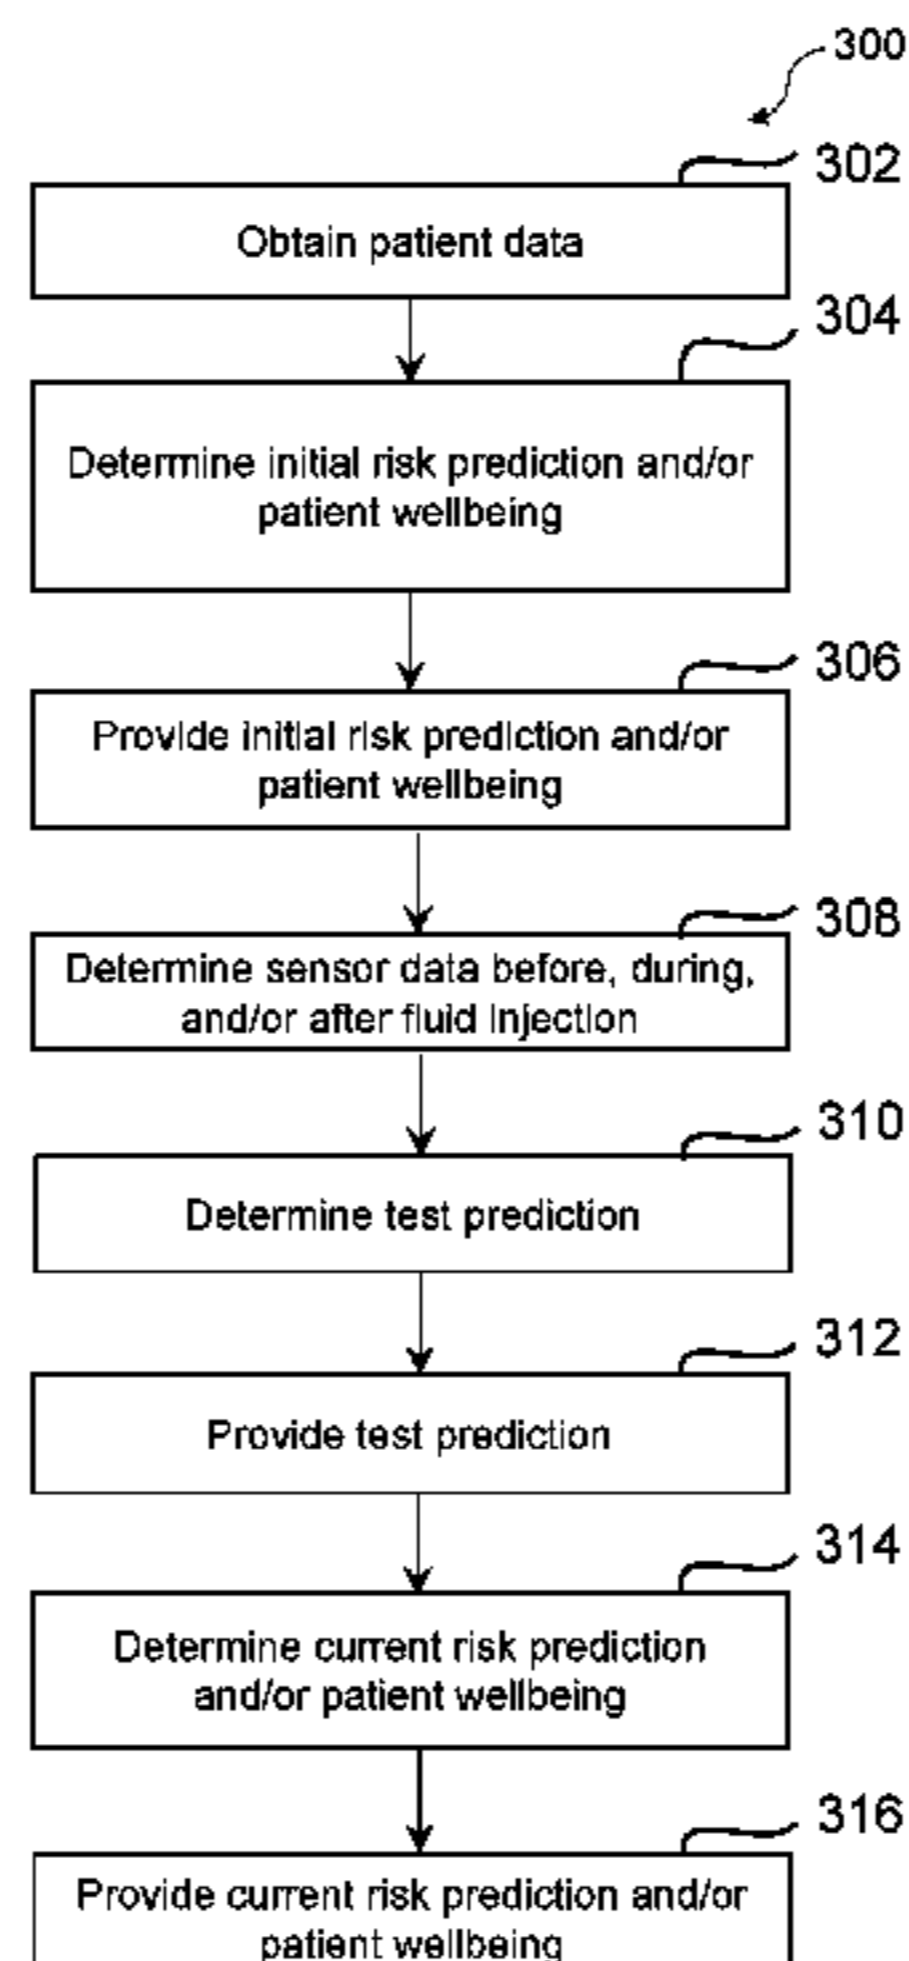 300
302
Obtain patient data
304
Determine initial risk prediction and/or
patient wellbeing
306
Provide initial risk prediction and/or
patient wellbeing
308
Determine sensor data before, during,
and/or after fluid injection
310
Determine test prediction
312
Provide test prediction
314
Determine current risk prediction
and/or patient wellbeing
316
Provide current risk prediction and/or
patient wellbeing